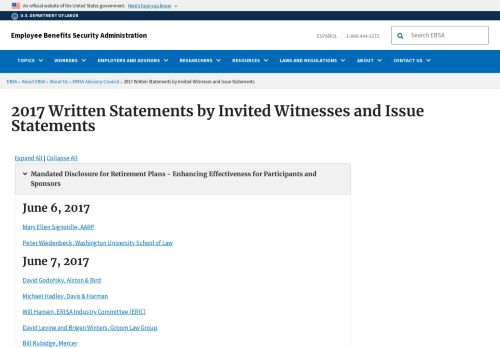 An official website of the United States government. Here's how you know
U.S. DEPARTMENT OF LABOR
Employee Benefits Security Administration
ESPAÑOL | 1-866-444-3272
Search EBSA
TOPICS WORKERS EMPLOYERS AND ADVISERS RESEARCHERS RESOURCES LAWS AND REGULATIONS ABOUT CONTACT US
EBSA › About EBSA › About Us › ERISA Advisory Council › 2017 Written Statements by Invited Witnesses and Issue Statements
2017 Written Statements by Invited Witnesses and Issue
Statements
Expand All | Collapse All
Mandated Disclosure for Retirement Plans - Enhancing Effectiveness for Participants and
Sponsors
June 6, 2017
Mary Ellen Signorille, AARP
Peter Wiedenbeck, Washington University School of Law
June 7, 2017
David Godofsky, Alston & Bird
Michael Hadley, Davis & Harman
Will Hansen, ERISA Industry Committee (ERIC)
David Levine and Brigen Winters, Groom Law Group
Bill Rubidge, Mercer